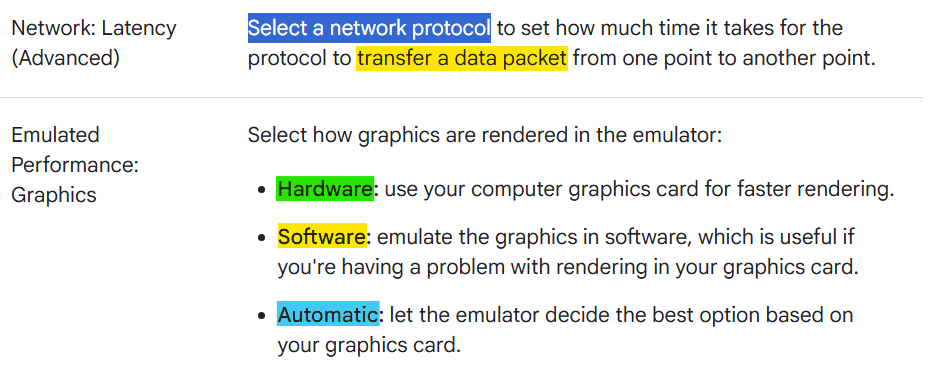 Network: Latency
(Advanced)
Select a network protocol to set how much time it takes for the
protocol to transfer a data packet from one point to another point.
Emulated
Performance:
Graphics
Select how graphics are rendered in the emulator:
• Hardware: use your computer graphics card for faster rendering.
• Software: emulate the graphics in software, which is useful if
you're having a problem with rendering in your graphics card.
• Automatic: let the emulator decide the best option based on
your graphics card.